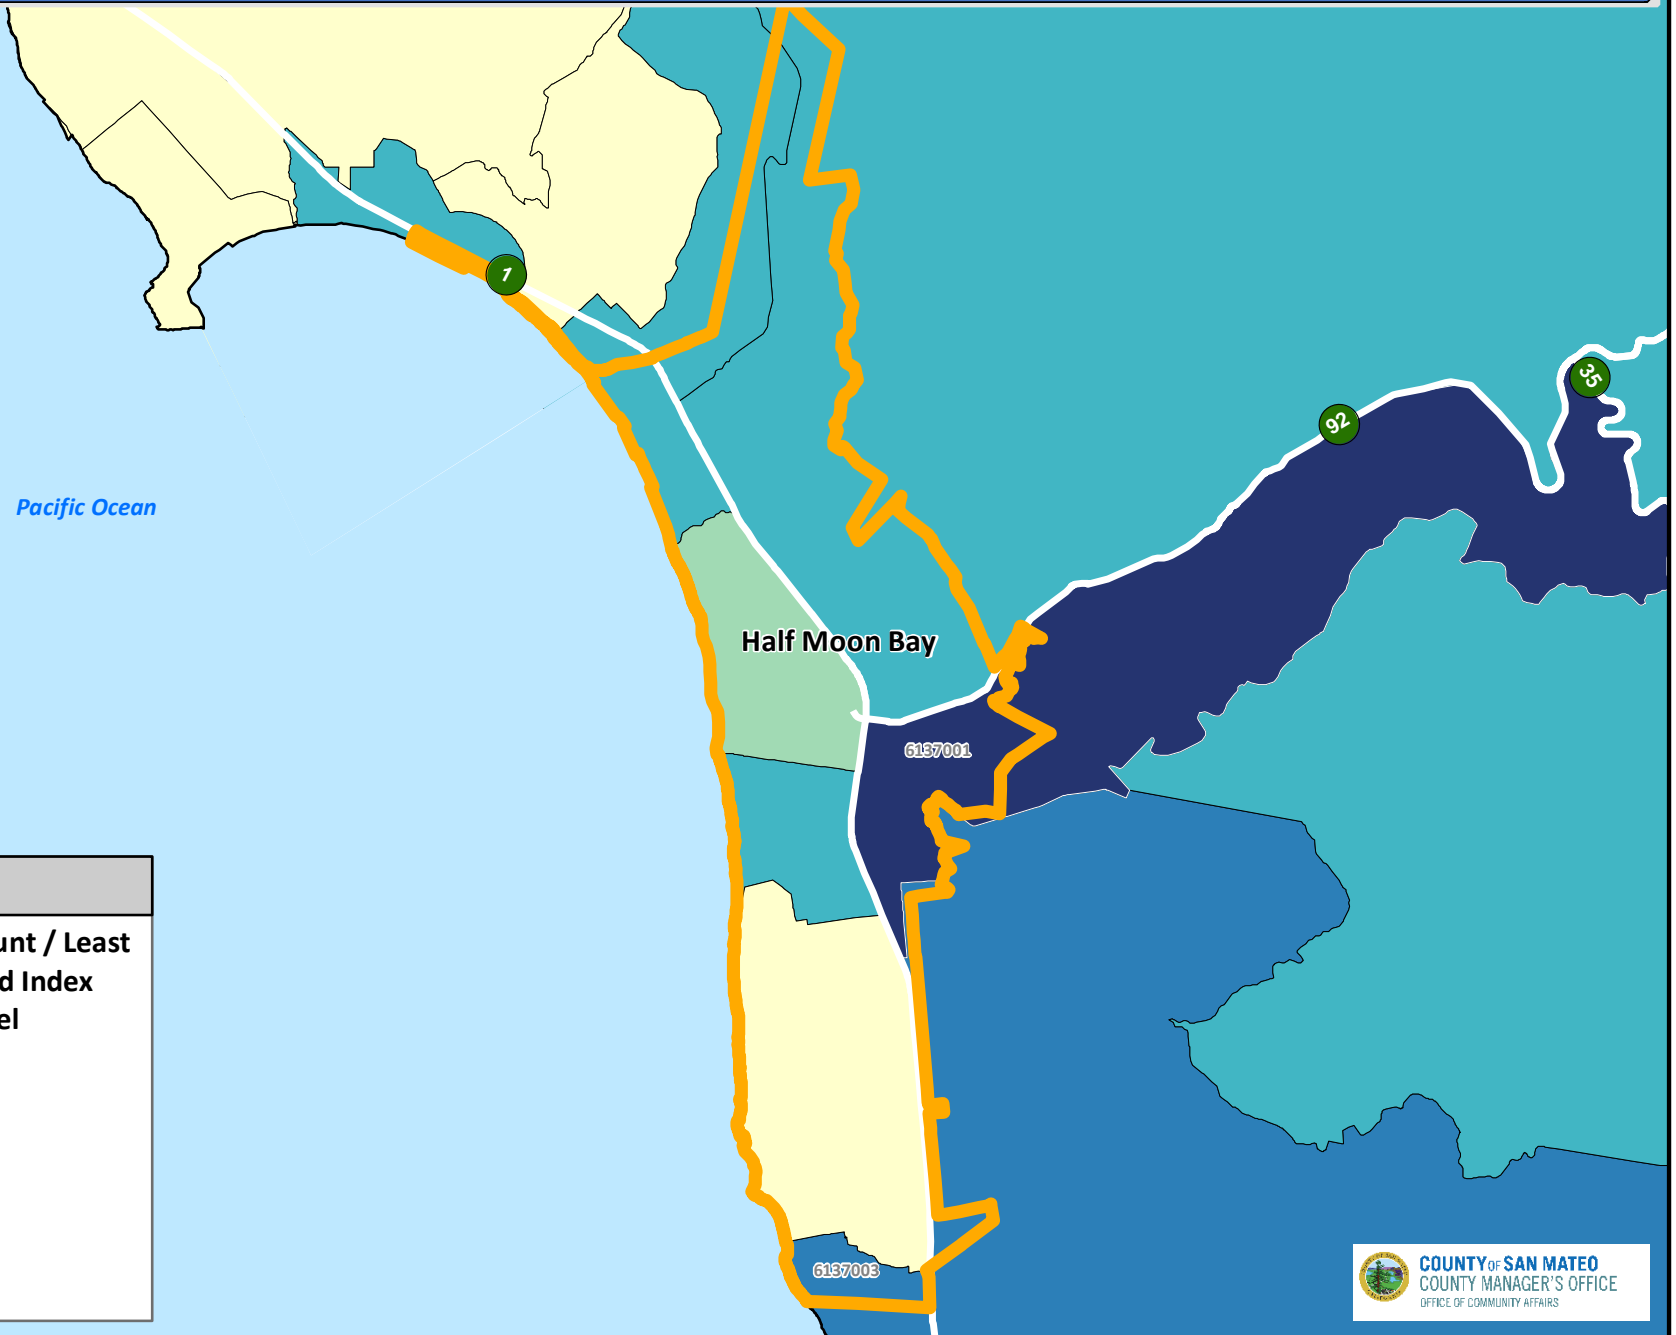 1
35
92
Pacific Ocean
Half Moon Bay
6137001
unt / Least
d Index
el
6137003
COUNTY OF SAN MATEO
COUNTY MANAGER'S OFFICE
OFFICE OF COMMUNITY AFFAIRS